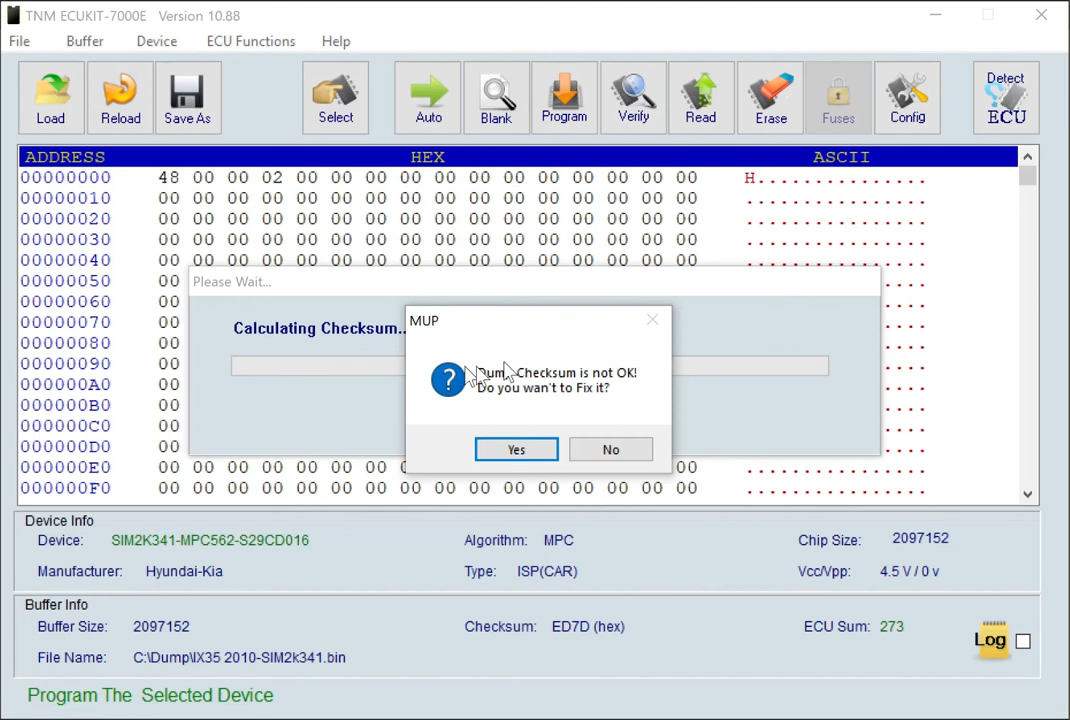 TNM ECUKIT-7000E Version 10.88
File Buffer Device ECU Functions Help
Load Reload Save As Select Auto Blank Program Verify Read Erase Fuses Config Detect ECU
ADDRESS HEX ASCII
00000000 48 00 00 02 00 00 00 00 00 00 00 00 00 00 00 00 H...............
00000010 00 00 00 00 00 00 00 00 00 00 00 00 00 00 00 00 ................
00000020 00 00 00 00 00 00 00 00 00 00 00 00 00 00 00 00 ................
00000030 00 00 00 00 00 00 00 00 00 00 00 00 00 00 00 00 ................
00000040 00 00 00 00 00 00 00 00 00 00 00 00 00 00 00 00 ................
00000050 00
00000060 00
00000070 00
00000080 00
00000090 00
000000A0 00
000000B0 00
000000C0 00
000000D0 00
000000E0 00 00 00 00 00 00 00 00 00 00 00 00 00 00 00 00 ................
000000F0 00 00 00 00 00 00 00 00 00 00 00 00 00 00 00 00 ................
Please Wait...
Calculating Checksum..
MUP
Checksum is not OK!
Do you wan't to Fix it?
Yes No
Device Info
Device: SIM2K341-MPC562-S29CD016 Algorithm: MPC Chip Size: 2097152
Manufacturer: Hyundai-Kia Type: ISP(CAR) Vcc/Vpp: 4.5 V / 0 v
Buffer Info
Buffer Size: 2097152 Checksum: ED7D (hex) ECU Sum: 273
File Name: C:\Dump\IX35 2010-SIM2k341.bin
Log
Program The Selected Device